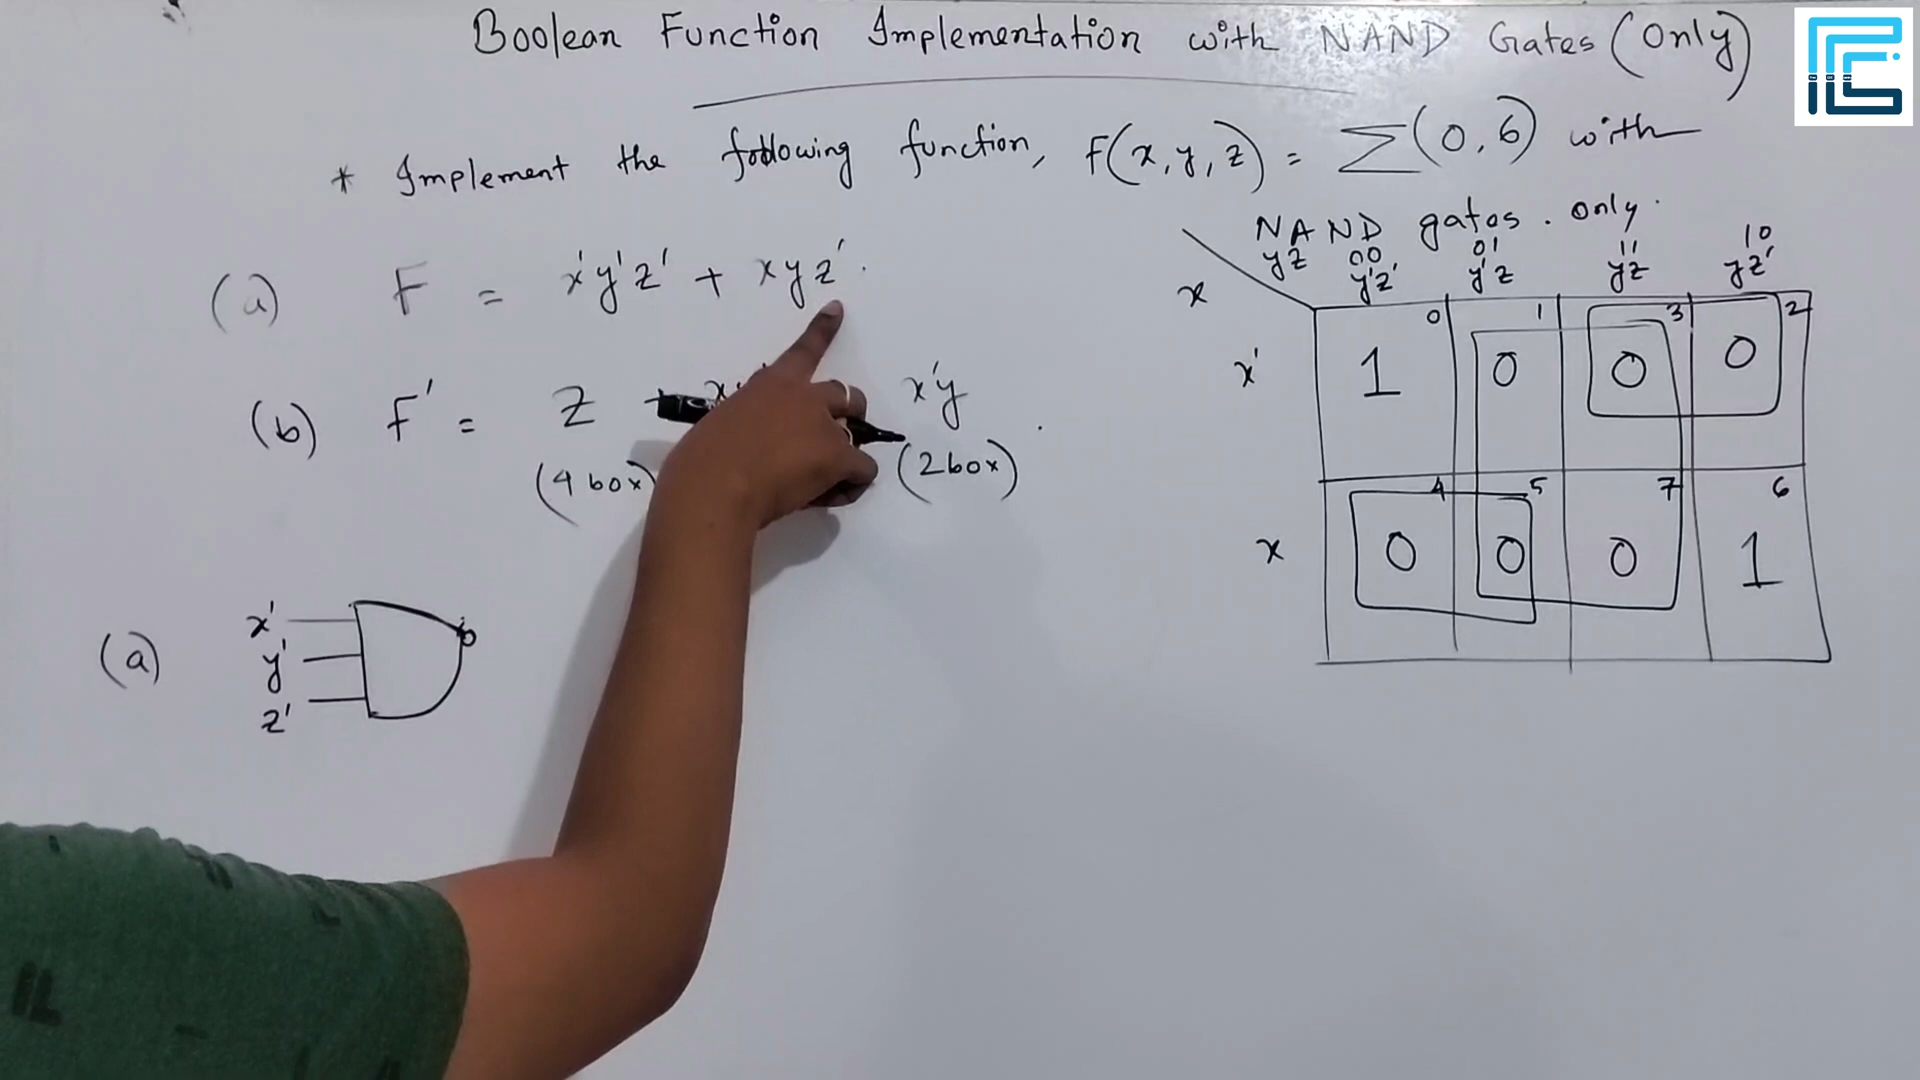 Boolean Function Implementation with NAND Gates (Only)
* Implement the following function, F(x,y,z) = ∑(0,6) with
NAND gates. only.
(a) F = x'y'z' + xyz'.
(b) F' = z + x'y .
(4 box) (2 box)
yz 00 01 11 10
y'z' y'z yz yz'
x
x' 1 0 0 1 0 3 0 2
x 0 4 0 5 0 7 1 6
(a) x'
y'
z'